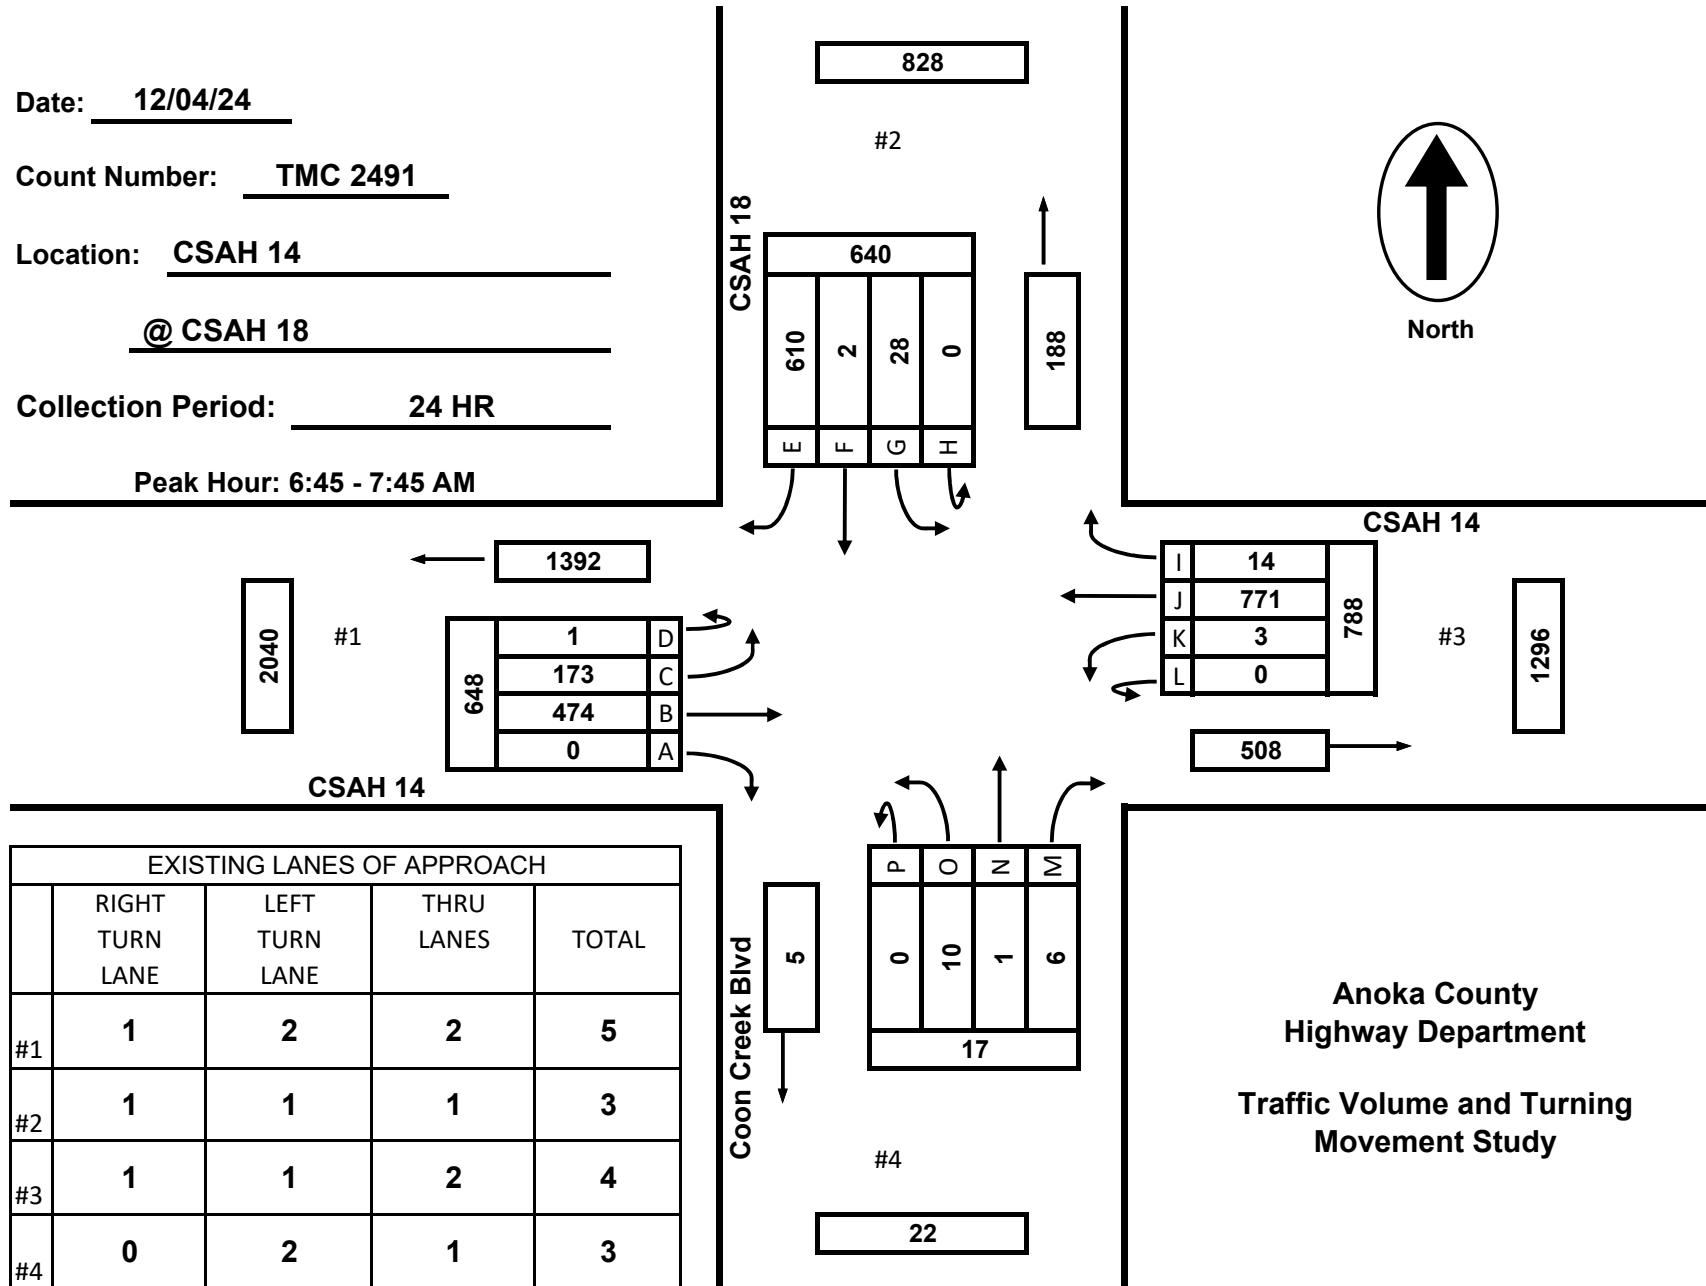 Date: 12/04/24
Count Number: TMC 2491
Location: CSAH 14
@ CSAH 18
Collection Period: 24 HR
Peak Hour: 6:45 - 7:45 AM
828
#2
CSAH 18
640
610 2 28 0
E F G H
188
North
CSAH 14
1392
2040
#1
648
1 D
173 C
474 B
0 A
CSAH 14
I 14
J 771
K 3
L 0
788
#3
1296
508
EXISTING LANES OF APPROACH
RIGHT TURN LANE LEFT TURN LANE THRU LANES TOTAL
#1 1 2 2 5
#2 1 1 1 3
#3 1 1 2 4
#4 0 2 1 3
Coon Creek Blvd
5
P O N M
0 10 1 6
17
#4
22
Anoka County
Highway Department
Traffic Volume and Turning
Movement Study